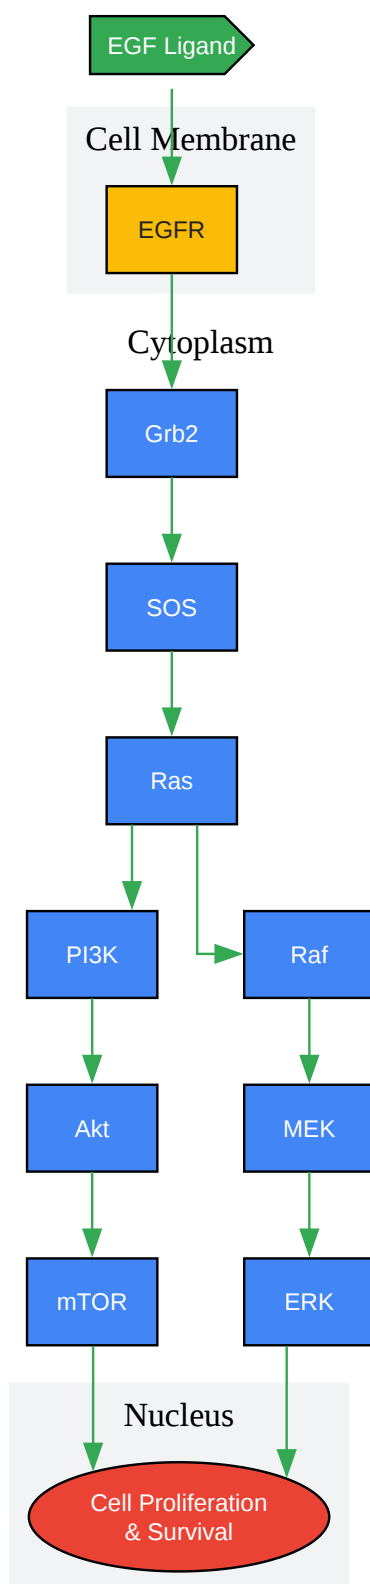 EGF Ligand
Cell Membrane
EGFR
Cytoplasm
Grb2
SOS
Ras
PI3K
Raf
Akt
MEK
mTOR
ERK
Nucleus
Cell Proliferation
& Survival